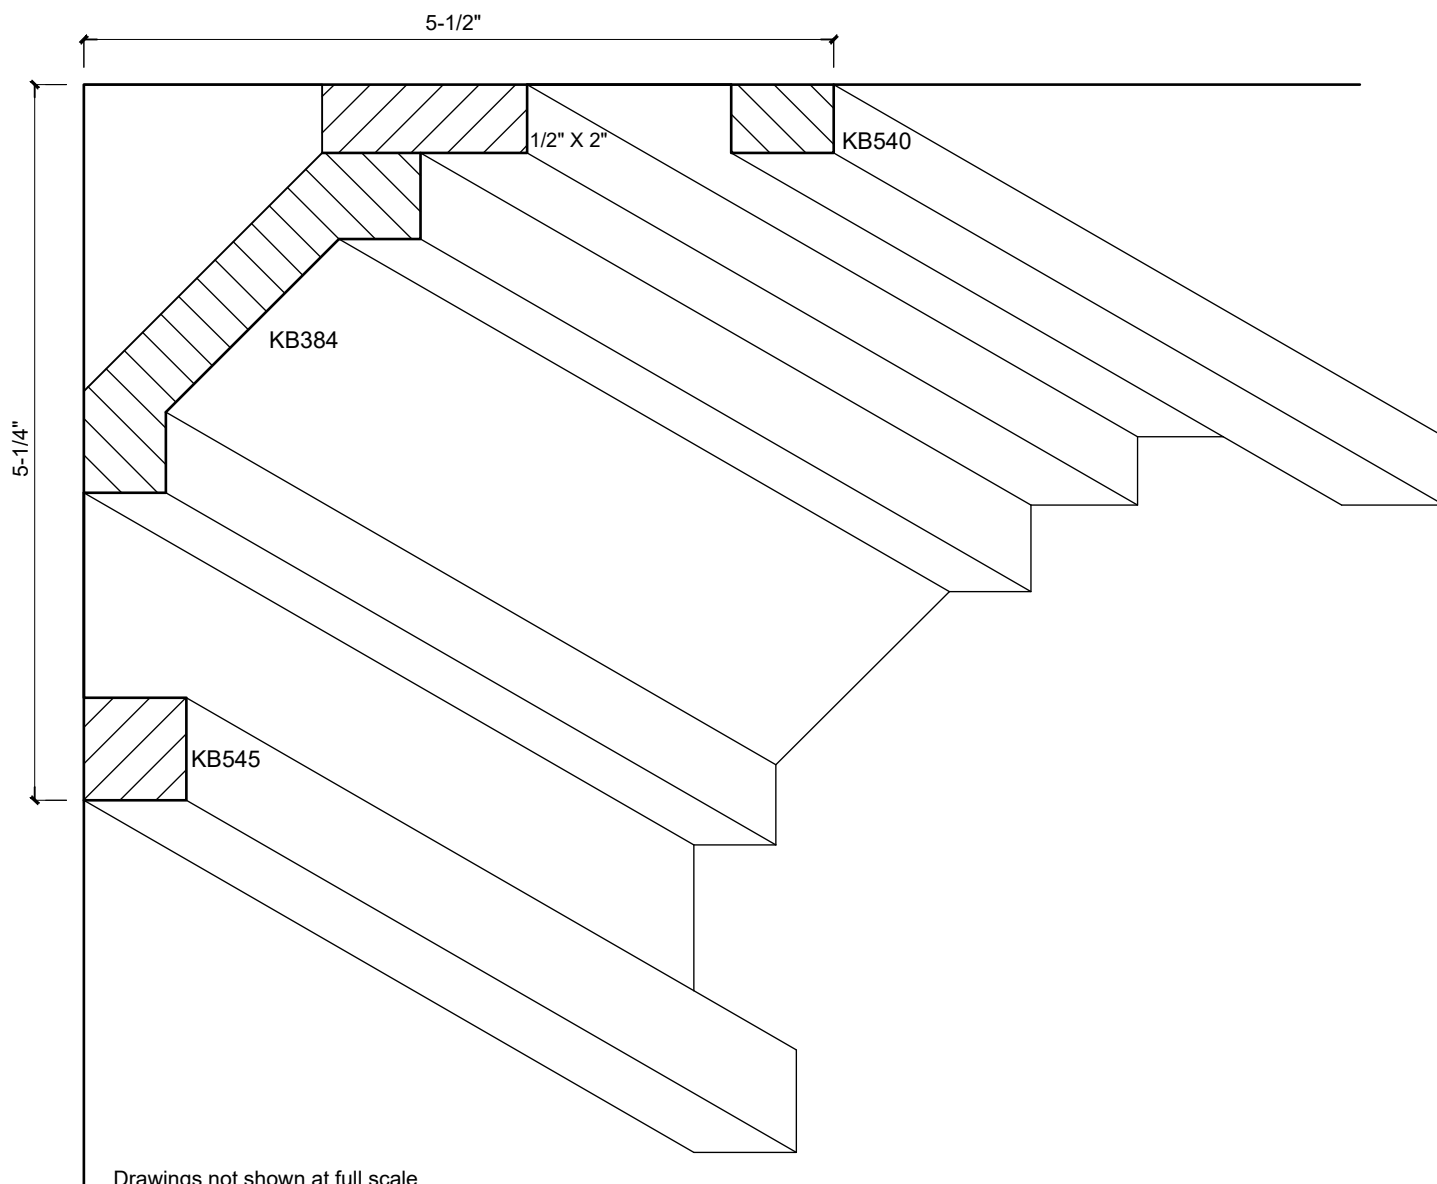 5-1/2"
1/2" X 2"
KB540
KB384
5-1/4"
KB545
Drawings not shown at full scale